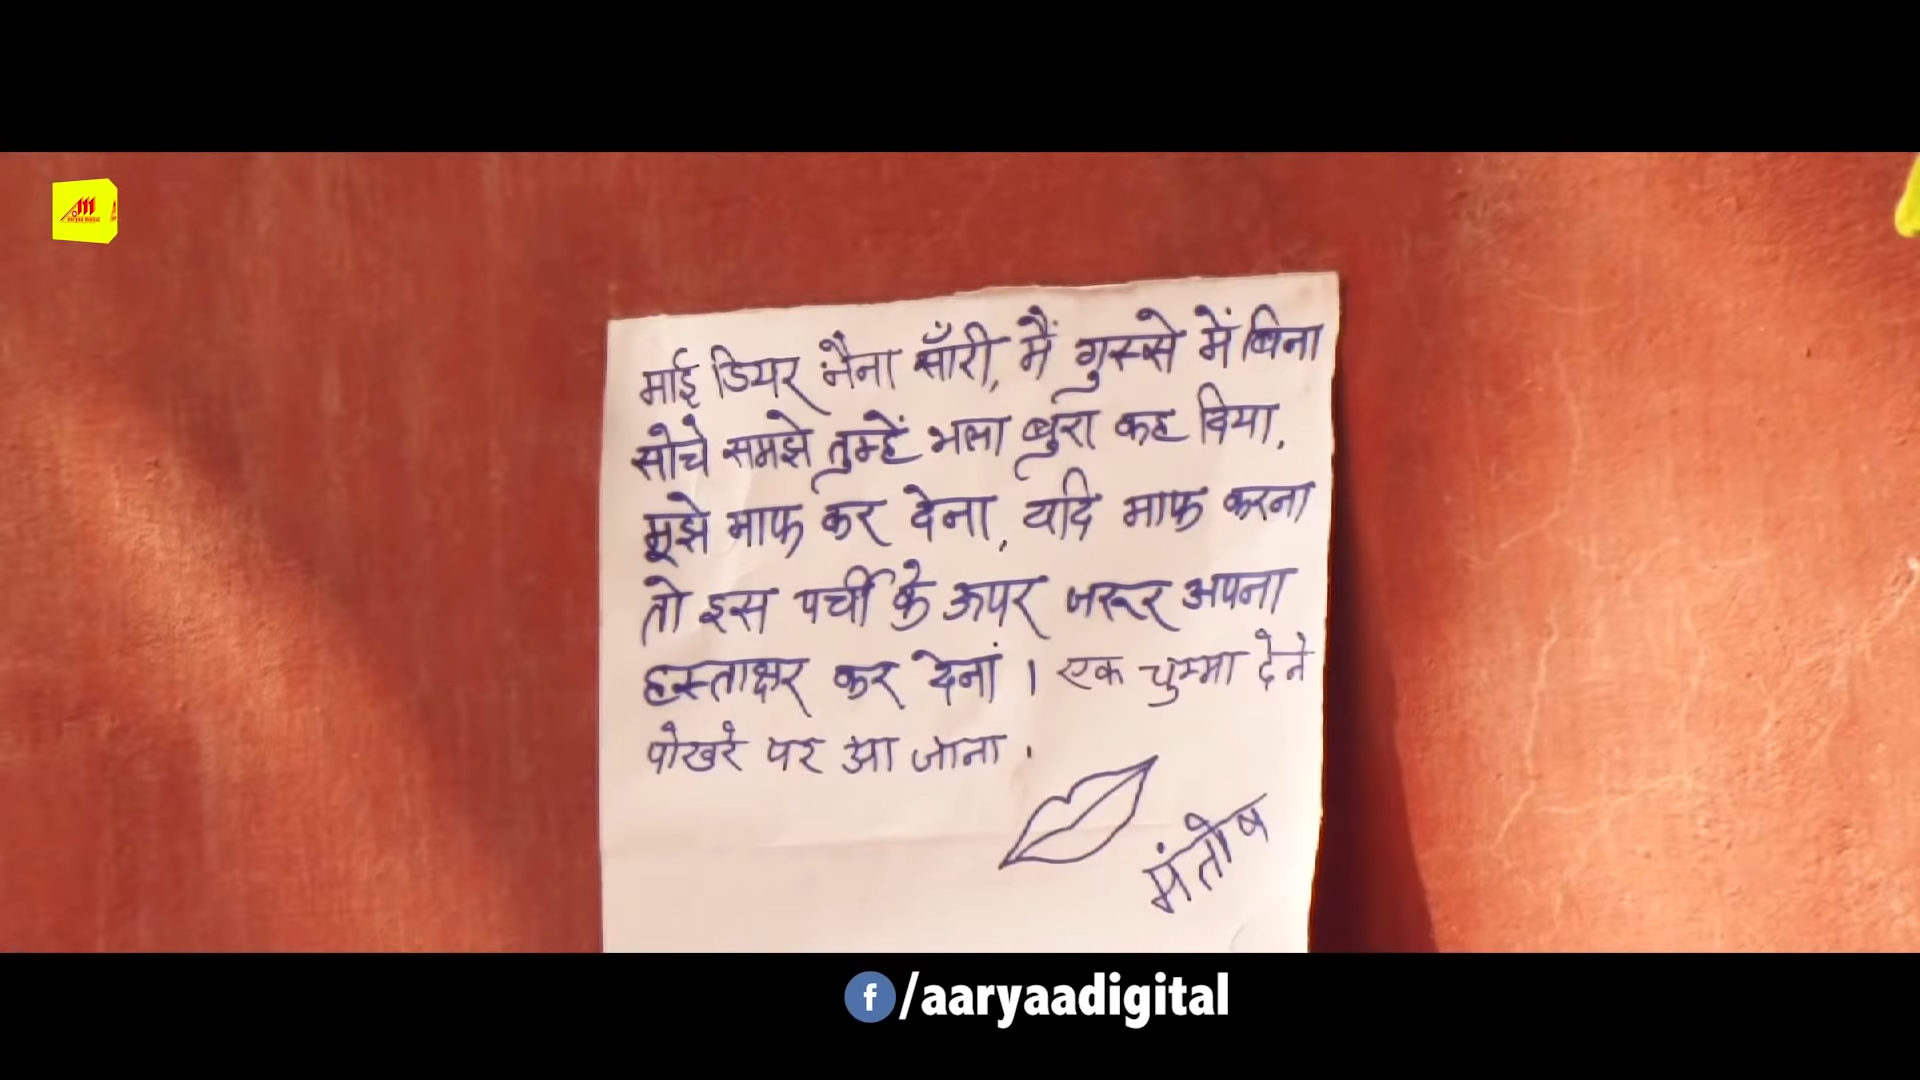 माई डियर नैना सॉरी, मैं गुस्से में बिना
सोचे समझे तुम्हें भला बुरा कह दिया,
मुझे माफ कर देना, यदि माफ करना
तो इस पर्ची के ऊपर जरूर अपना
हस्ताक्षर कर देनां । एक चुम्मा देने
पोखरे पर आ जाना .
मंतोष
f/aaryaadigital